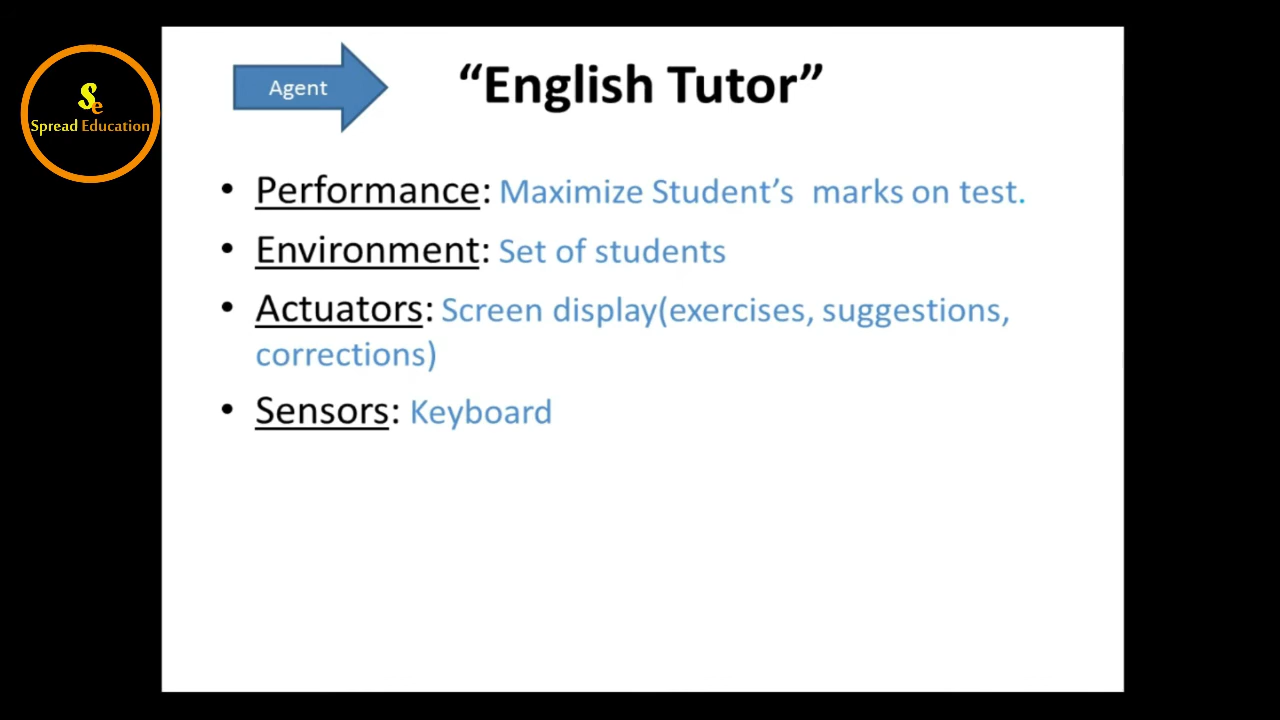 Se
Spread Education
Agent
“English Tutor”
• Performance: Maximize Student’s  marks on test.
• Environment: Set of students
• Actuators: Screen display(exercises, suggestions,
corrections)
• Sensors: Keyboard